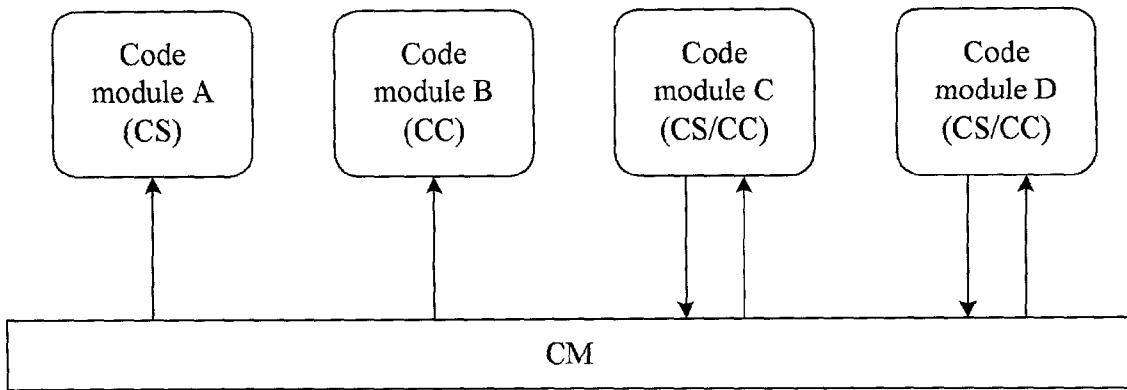 Code
module A
(CS)
Code
module B
(CC)
Code
module C
(CS/CC)
Code
module D
(CS/CC)
CM